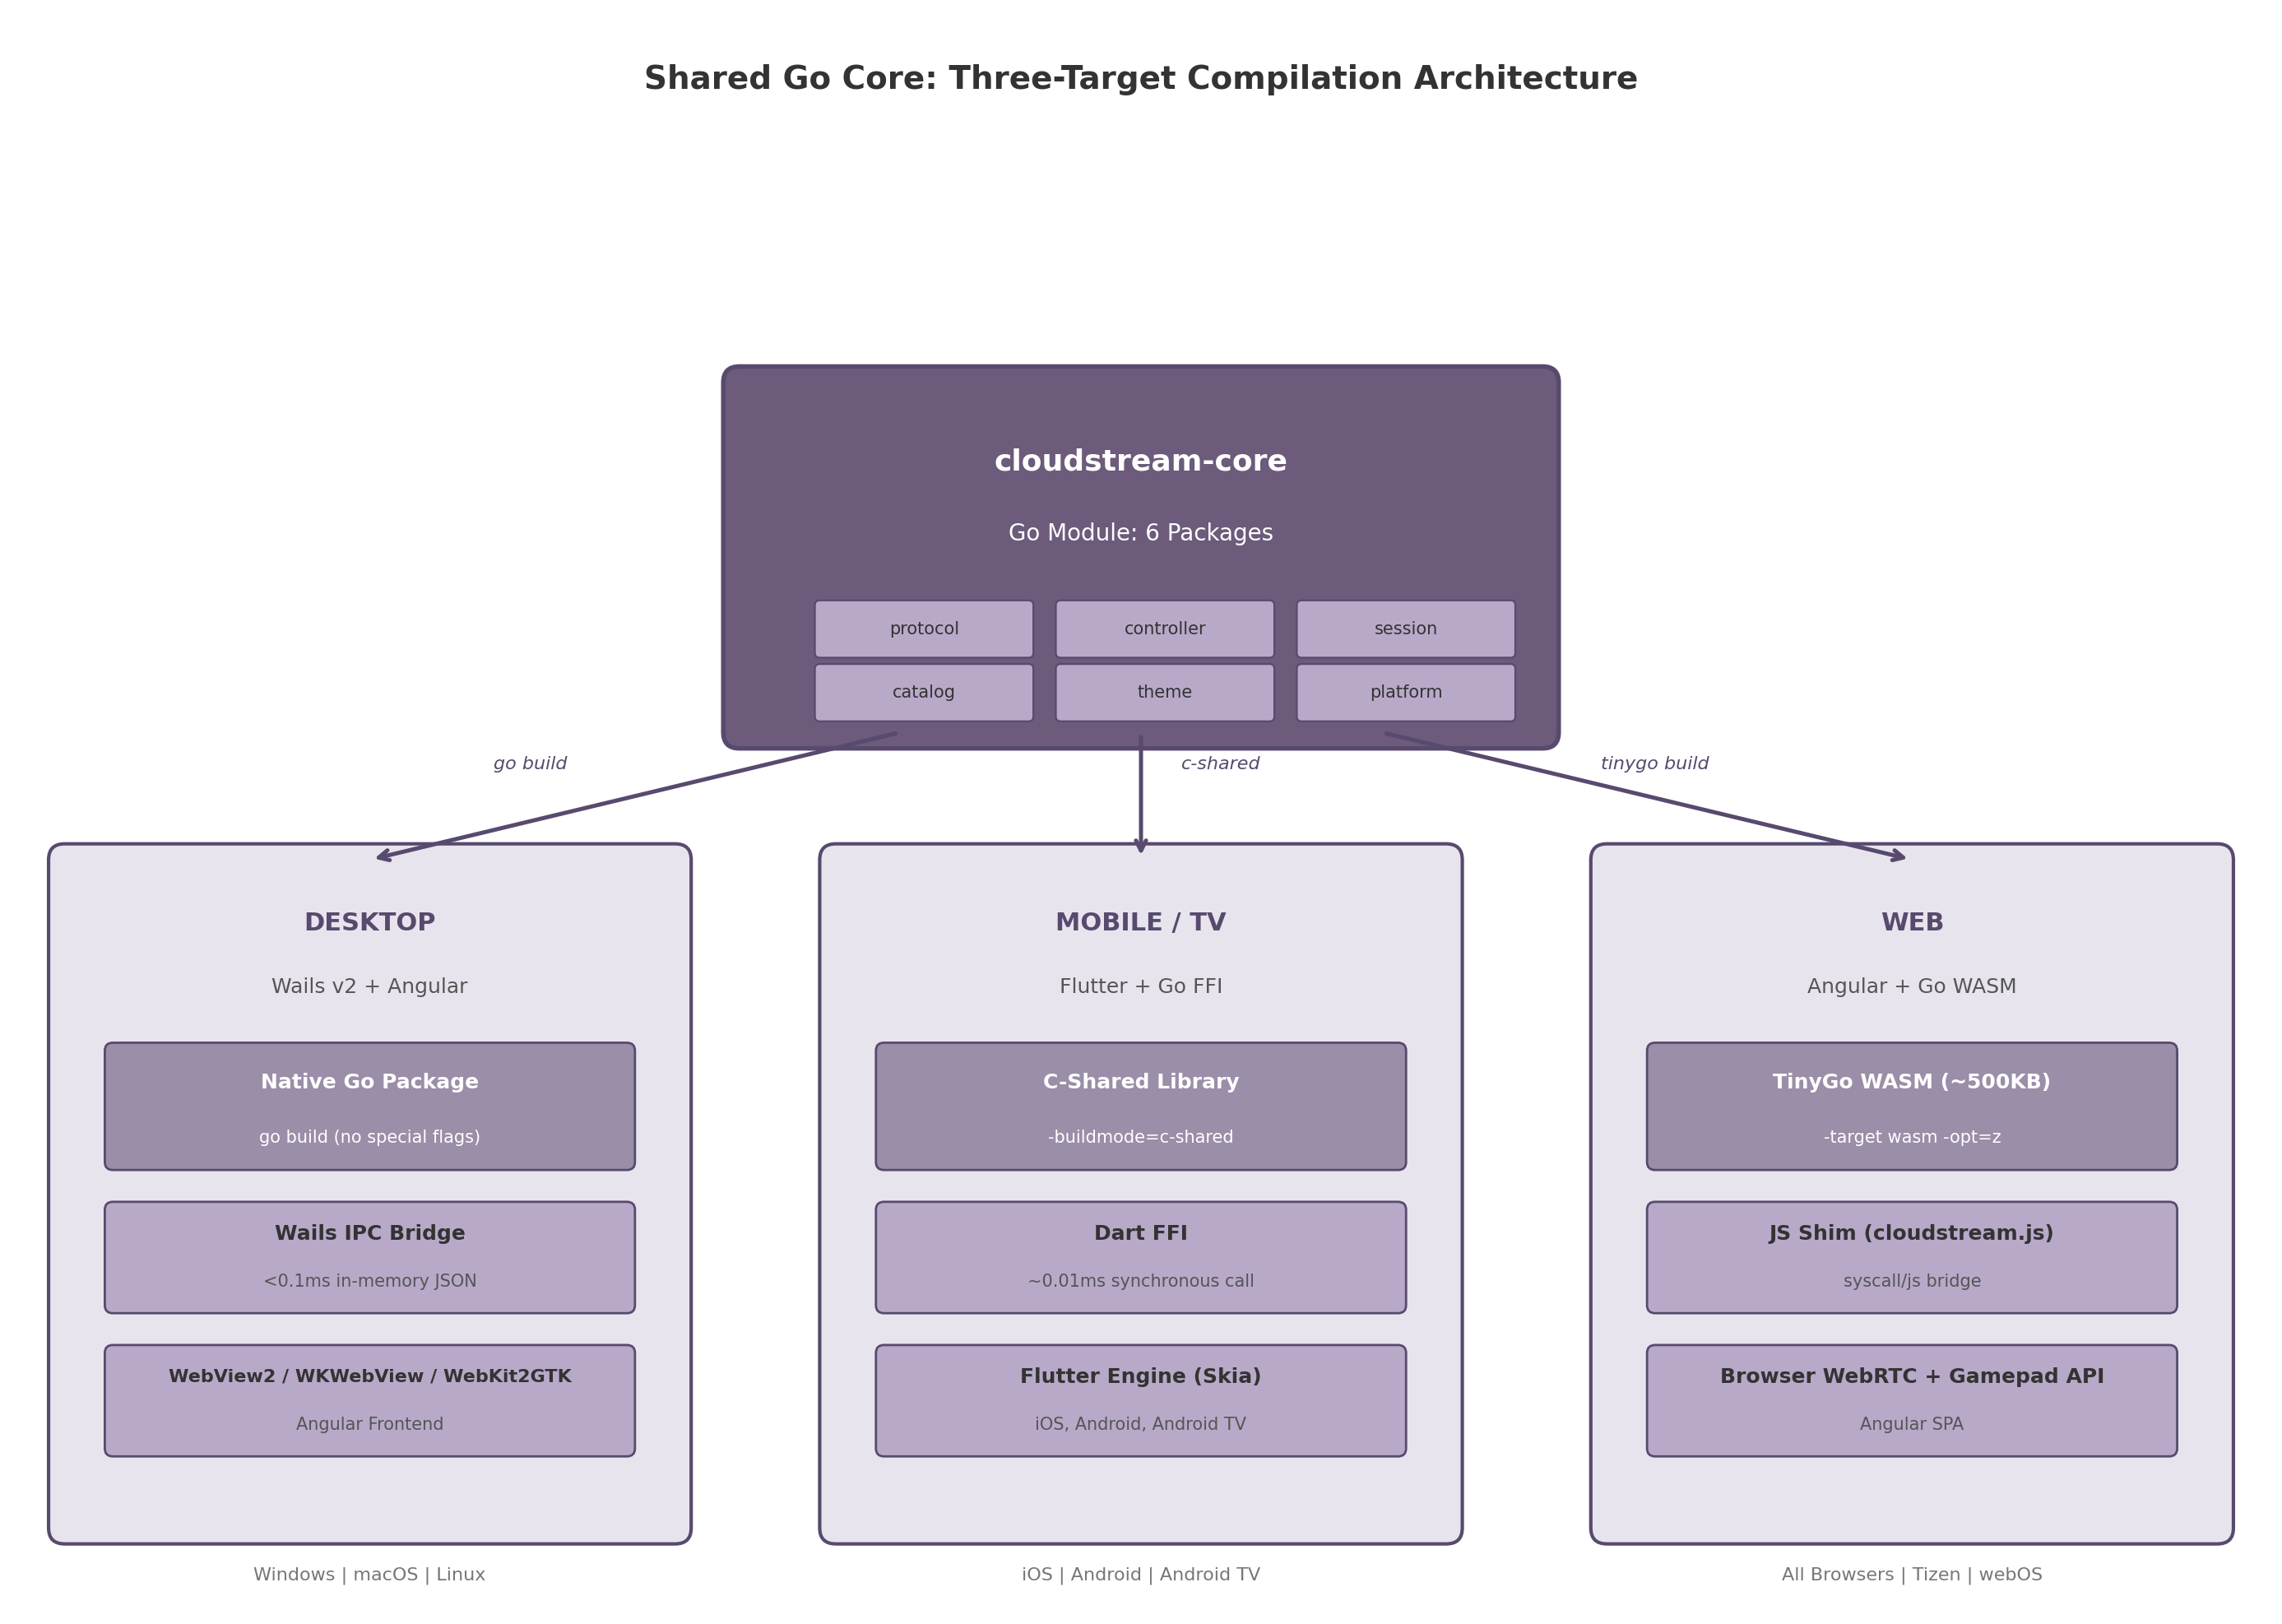 Shared Go Core: Three-Target Compilation Architecture
cloudstream-core
Go Module: 6 Packages
protocol
controller
session
catalog
theme
platform
go build
c-shared
tinygo build
DESKTOP
Wails v2 + Angular
Native Go Package
go build (no special flags)
Wails IPC Bridge
<0.1ms in-memory JSON
WebView2 / WKWebView / WebKit2GTK
Angular Frontend
Windows | macOS | Linux
MOBILE / TV
Flutter + Go FFI
C-Shared Library
-buildmode=c-shared
Dart FFI
~0.01ms synchronous call
Flutter Engine (Skia)
iOS, Android, Android TV
iOS | Android | Android TV
WEB
Angular + Go WASM
TinyGo WASM (~500KB)
-target wasm -opt=z
JS Shim (cloudstream.js)
syscall/js bridge
Browser WebRTC + Gamepad API
Angular SPA
All Browsers | Tizen | webOS